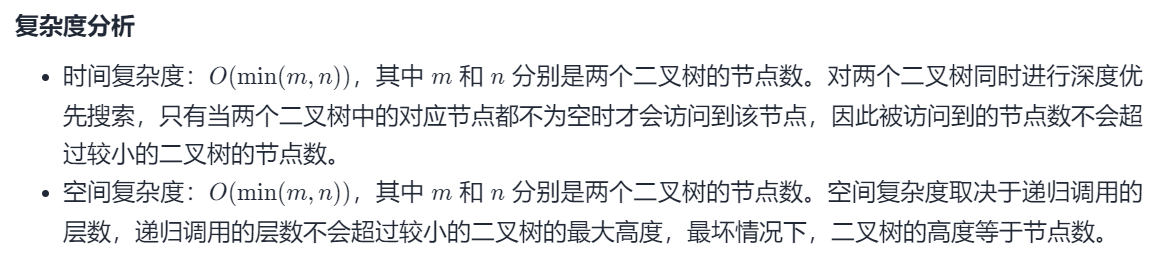 复杂度分析
• 时间复杂度：O(min(m, n))，其中 m 和 n 分别是两个二叉树的节点数。对两个二叉树同时进行深度优
先搜索，只有当两个二叉树中的对应节点都不为空时才会访问到该节点，因此被访问到的节点数不会超
过较小的二叉树的节点数。
• 空间复杂度：O(min(m, n))，其中 m 和 n 分别是两个二叉树的节点数。空间复杂度取决于递归调用的
层数，递归调用的层数不会超过较小的二叉树的最大高度，最坏情况下，二叉树的高度等于节点数。